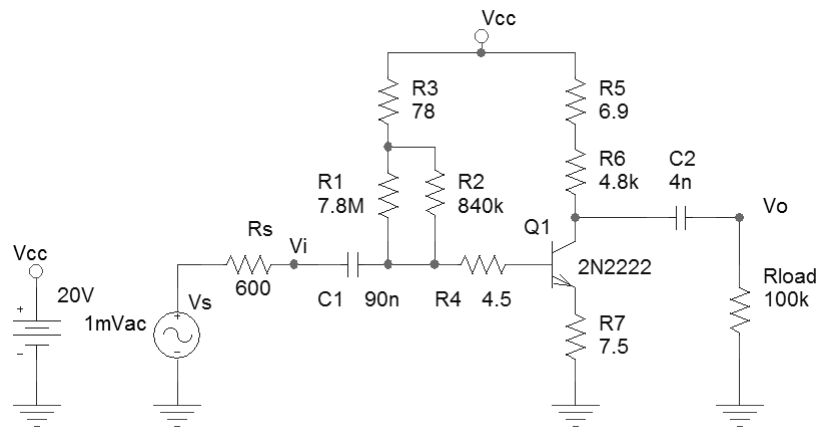 Vcc
R3
78
R5
6.9
R1
7.8M
R2
840k
R6
4.8k
C2
4n
Vo
Q1
2N2222
Rload
100k
Rs
600
Vi
C1
90n
R4
4.5
R7
7.5
Vcc
20V
+
-
1mVac
Vs
+
-